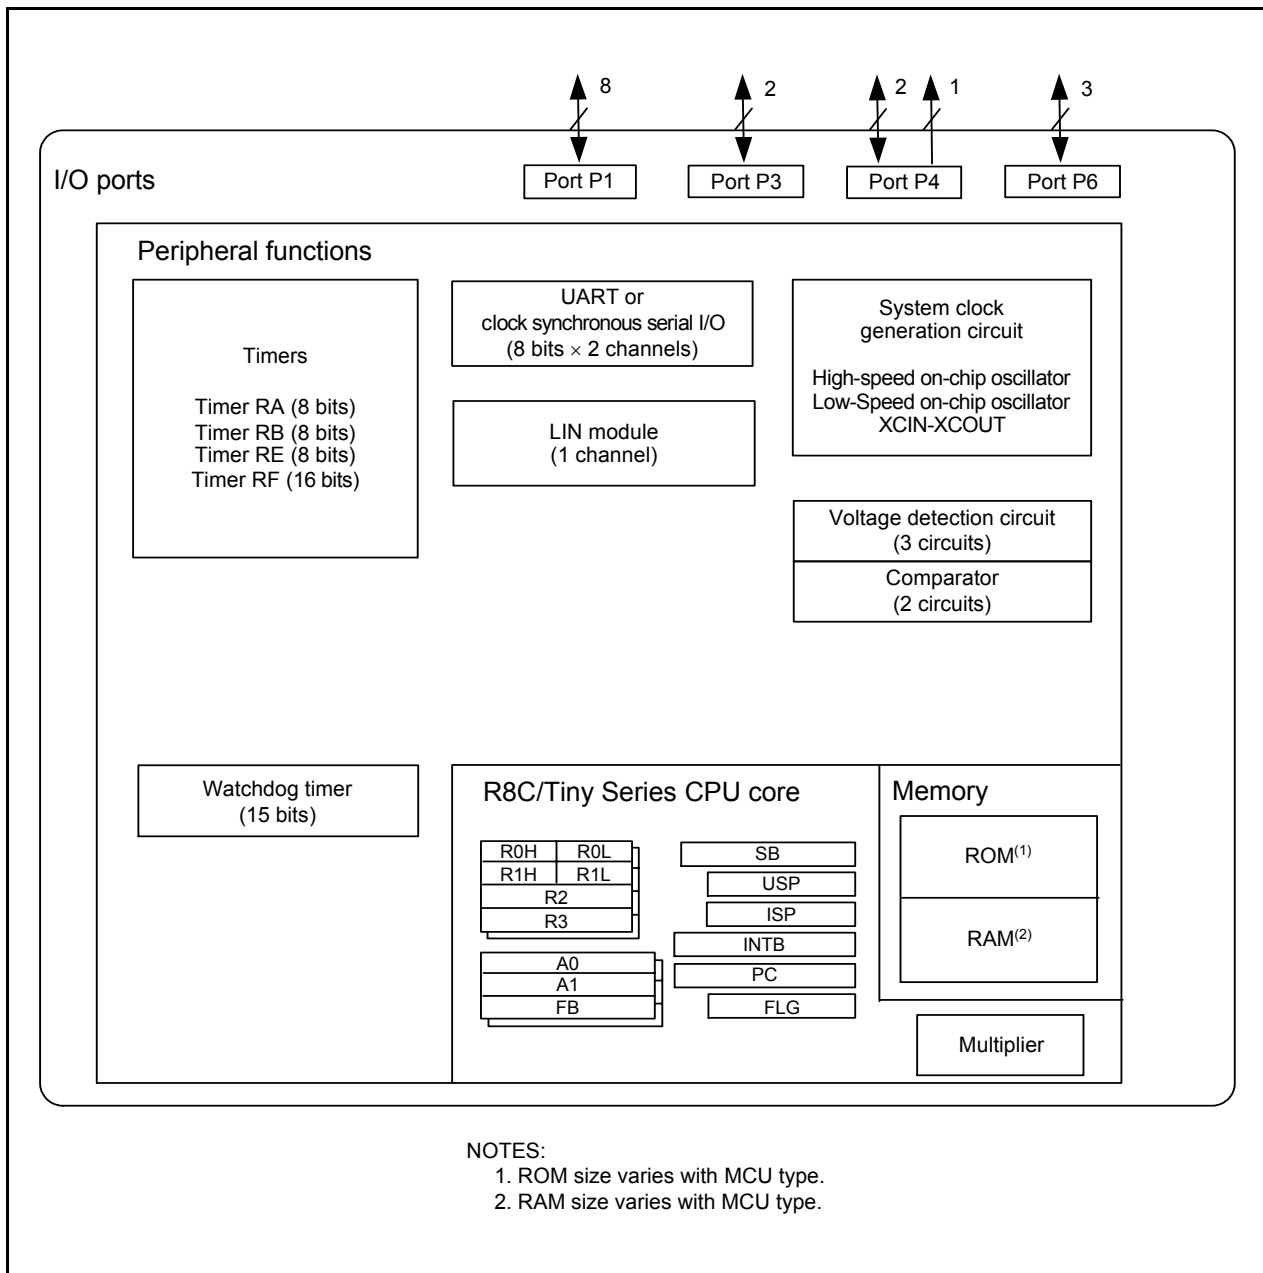 8
2
2
1
3
I/O ports
Port P1
Port P3
Port P4
Port P6
Peripheral functions
Timers
Timer RA (8 bits)
Timer RB (8 bits)
Timer RE (8 bits)
Timer RF (16 bits)
UART or
clock synchronous serial I/O
(8 bits × 2 channels)
LIN module
(1 channel)
System clock
generation circuit
High-speed on-chip oscillator
Low-Speed on-chip oscillator
XCIN-XCOUT
Voltage detection circuit
(3 circuits)
Comparator
(2 circuits)
Watchdog timer
(15 bits)
R8C/Tiny Series CPU core
R0H
R0L
R1H
R1L
R2
R3
A0
A1
FB
SB
USP
ISP
INTB
PC
FLG
Memory
ROM(1)
RAM(2)
Multiplier
NOTES:
1. ROM size varies with MCU type.
2. RAM size varies with MCU type.